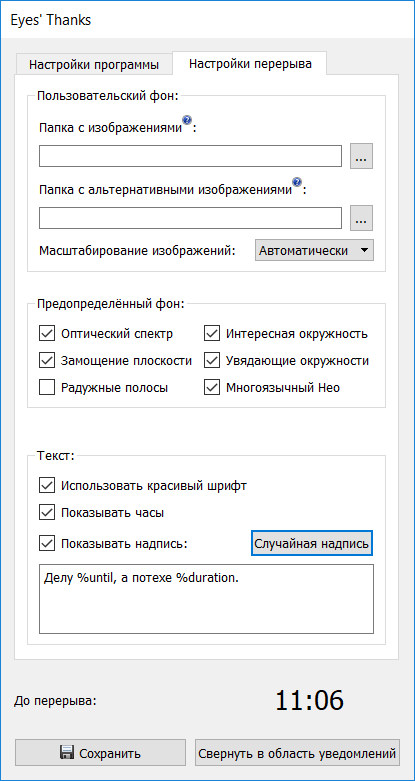 Eyes' Thanks
Настройки программы Настройки перерыва
Пользовательский фон:
Папка с изображениями?:
...
Папка с альтернативными изображениями?:
...
Масштабирование изображений: Автоматически
Предопределённый фон:
Оптический спектр Интересная окружность
Замощение плоскости Увядающие окружности
Радужные полосы Многоязычный Нео
Текст:
Использовать красивый шрифт
Показывать часы
Показывать надпись: Случайная надпись
Делу %until, а потехе %duration.
До перерыва: 11:06
Сохранить Свернуть в область уведомлений